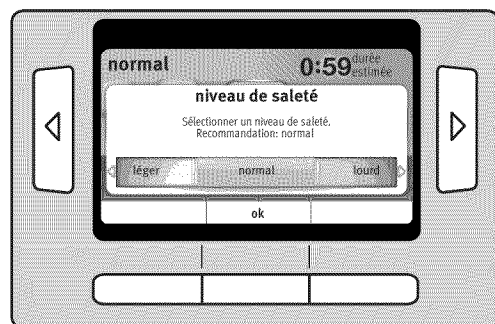 normal
0:59 durée estimée
niveau de saleté
Sélectionner un niveau de saleté.
Recommandation: normal
léger normal lourd
ok